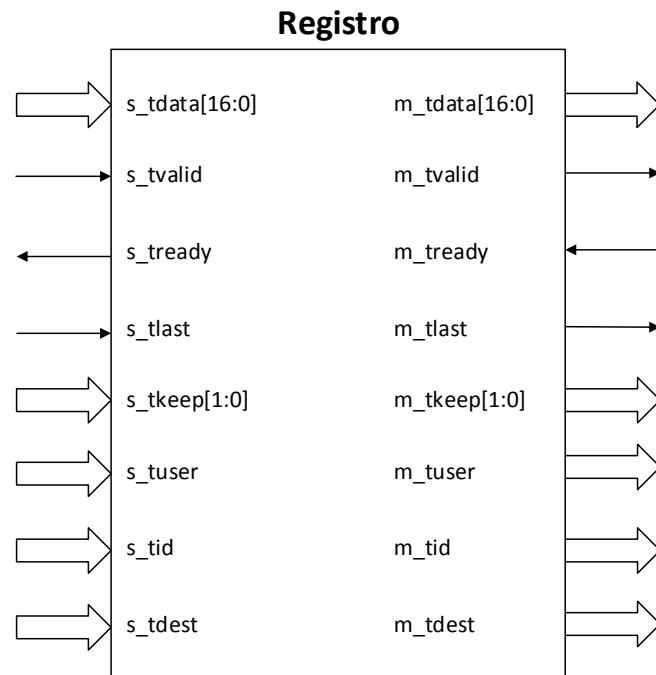 Registro
s_tdata[16:0] m_tdata[16:0]
s_tvalid m_tvalid
s_tready m_tready
s_tlast m_tlast
s_tkeep[1:0] m_tkeep[1:0]
s_tuser m_tuser
s_tid m_tid
s_tdest m_tdest